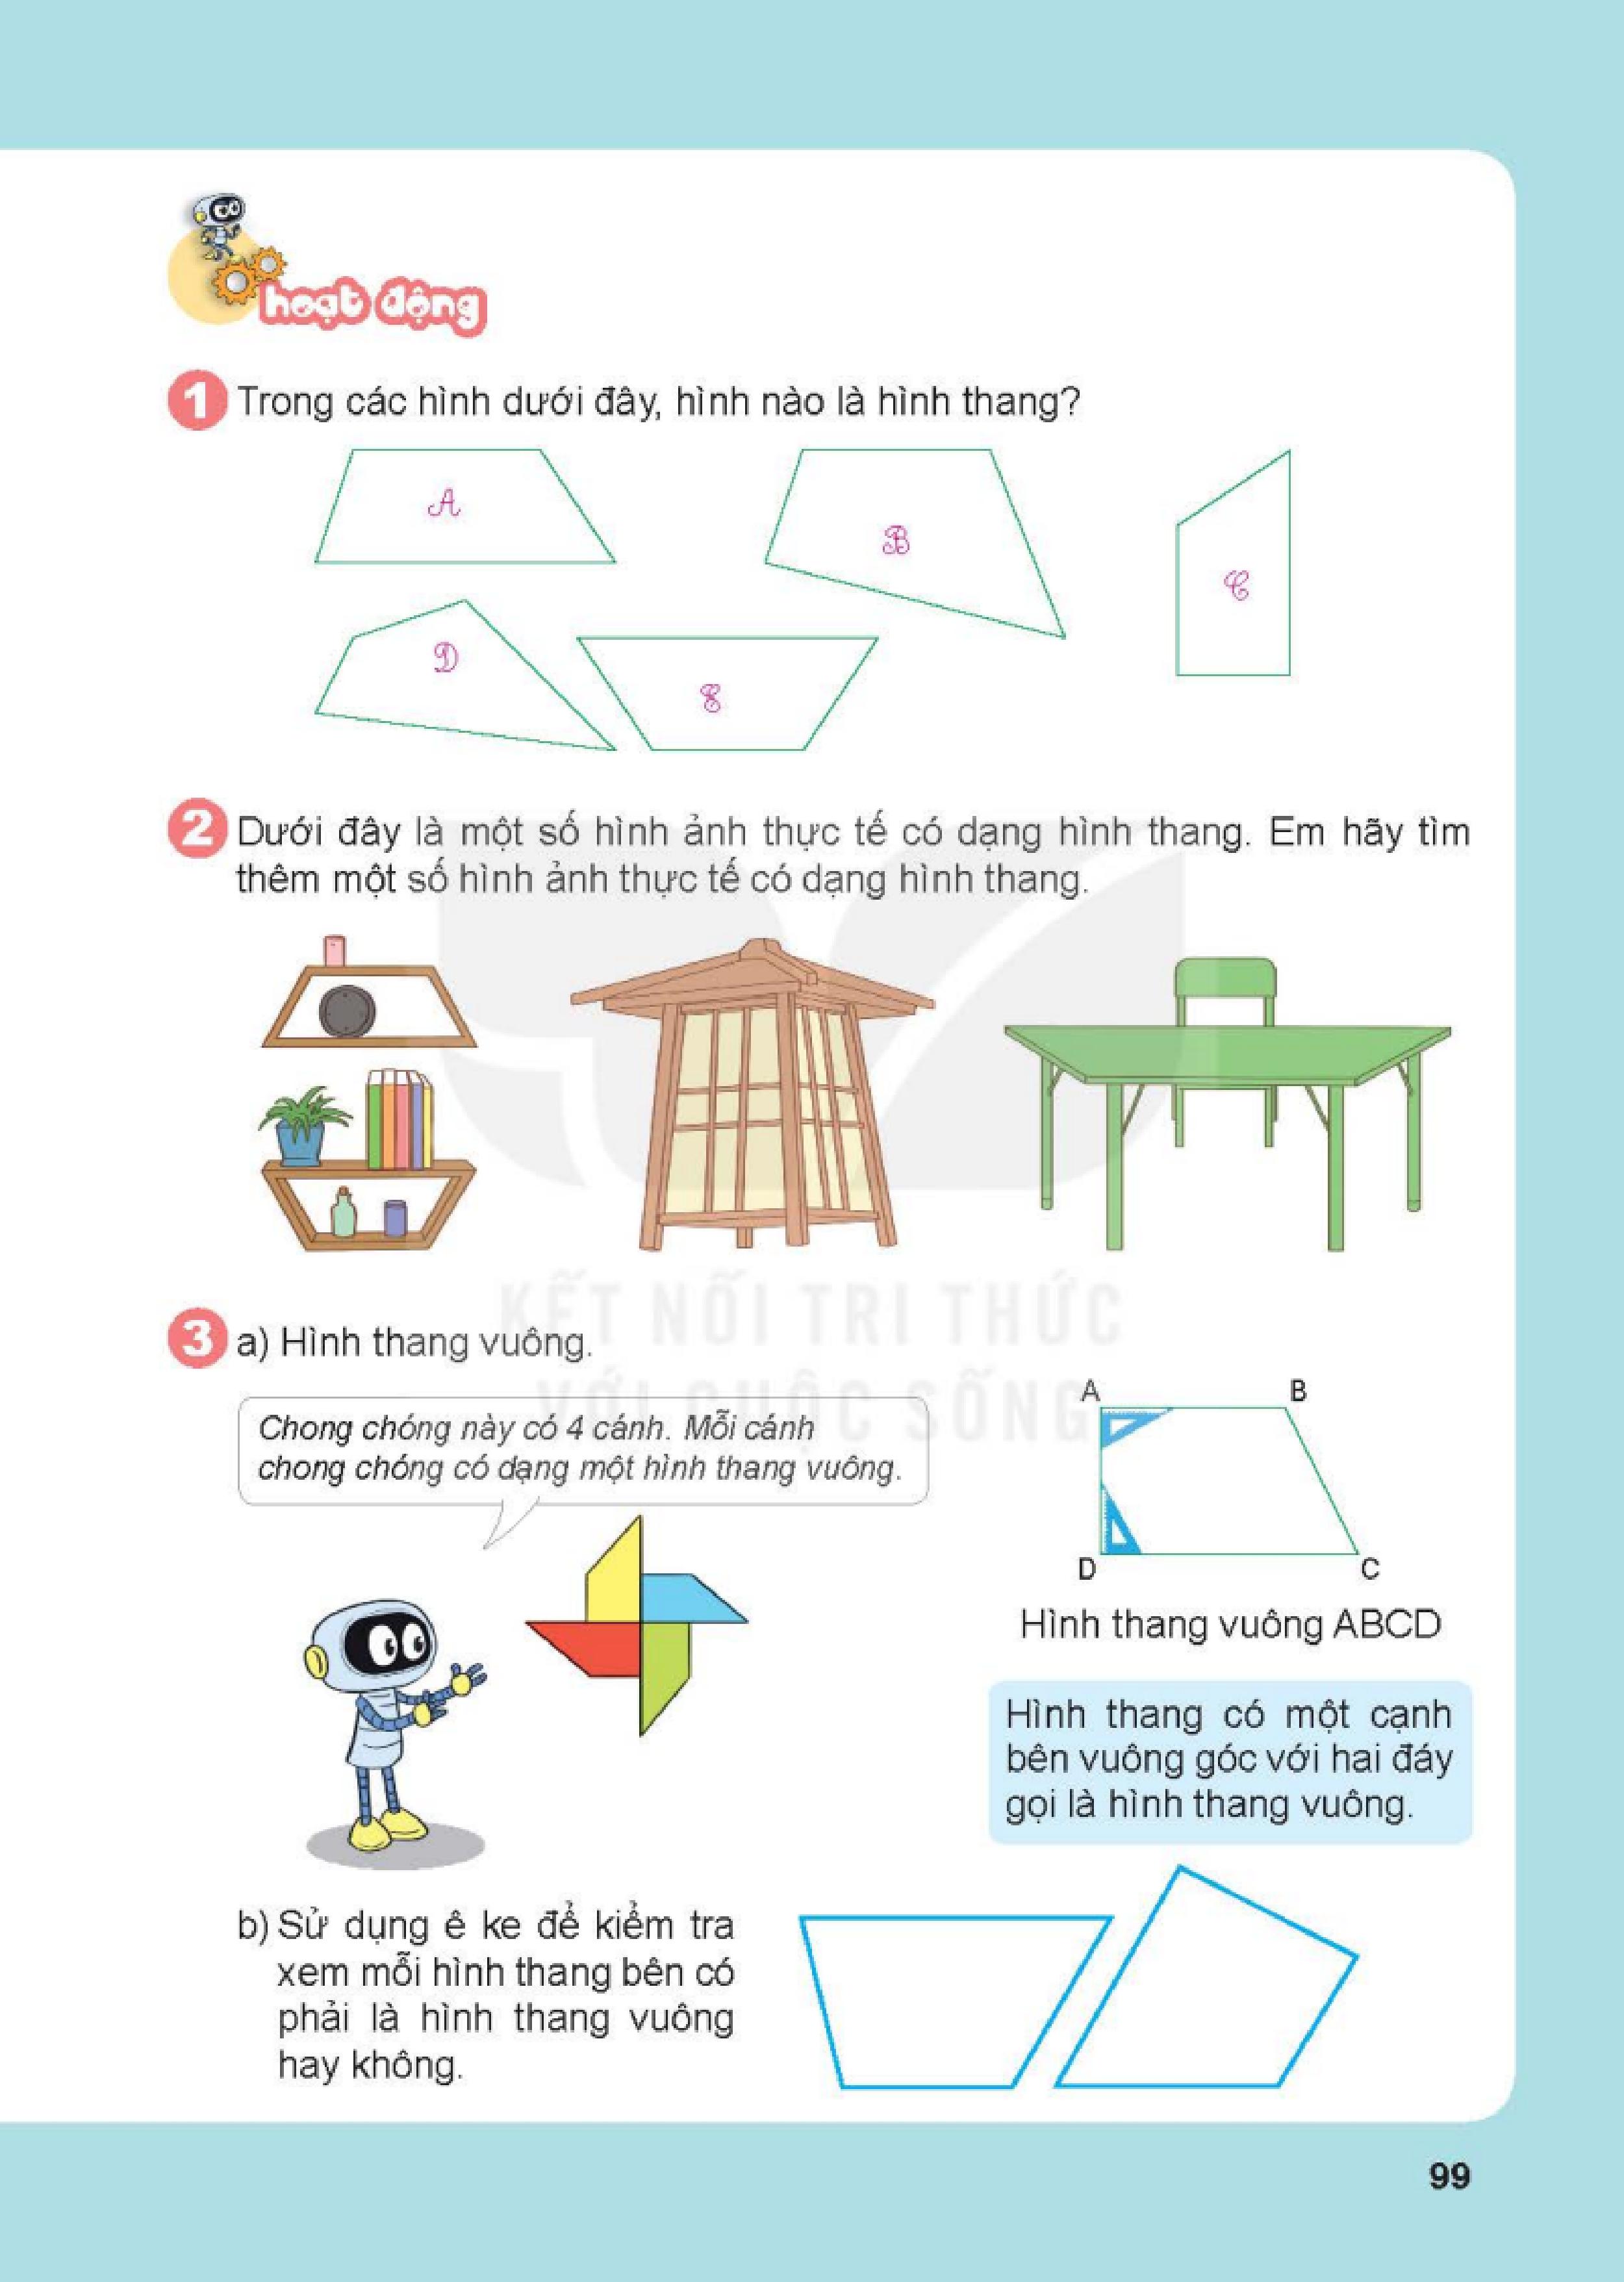 hoạt động
1 Trong các hình dưới đây, hình nào là hình thang?
A
B
C
D
E
2 Dưới đây là một số hình ảnh thực tế có dạng hình thang. Em hãy tìm
thêm một số hình ảnh thực tế có dạng hình thang.
KẾT NỐI TRI THỨC
VỚI CUỘC SỐNG
3 a) Hình thang vuông.
Chong chóng này có 4 cánh. Mỗi cánh
chong chóng có dạng một hình thang vuông.
A B
D C
Hình thang vuông ABCD
Hình thang có một cạnh
bên vuông góc với hai đáy
gọi là hình thang vuông.
b) Sử dụng ê ke để kiểm tra
xem mỗi hình thang bên có
phải là hình thang vuông
hay không.
99